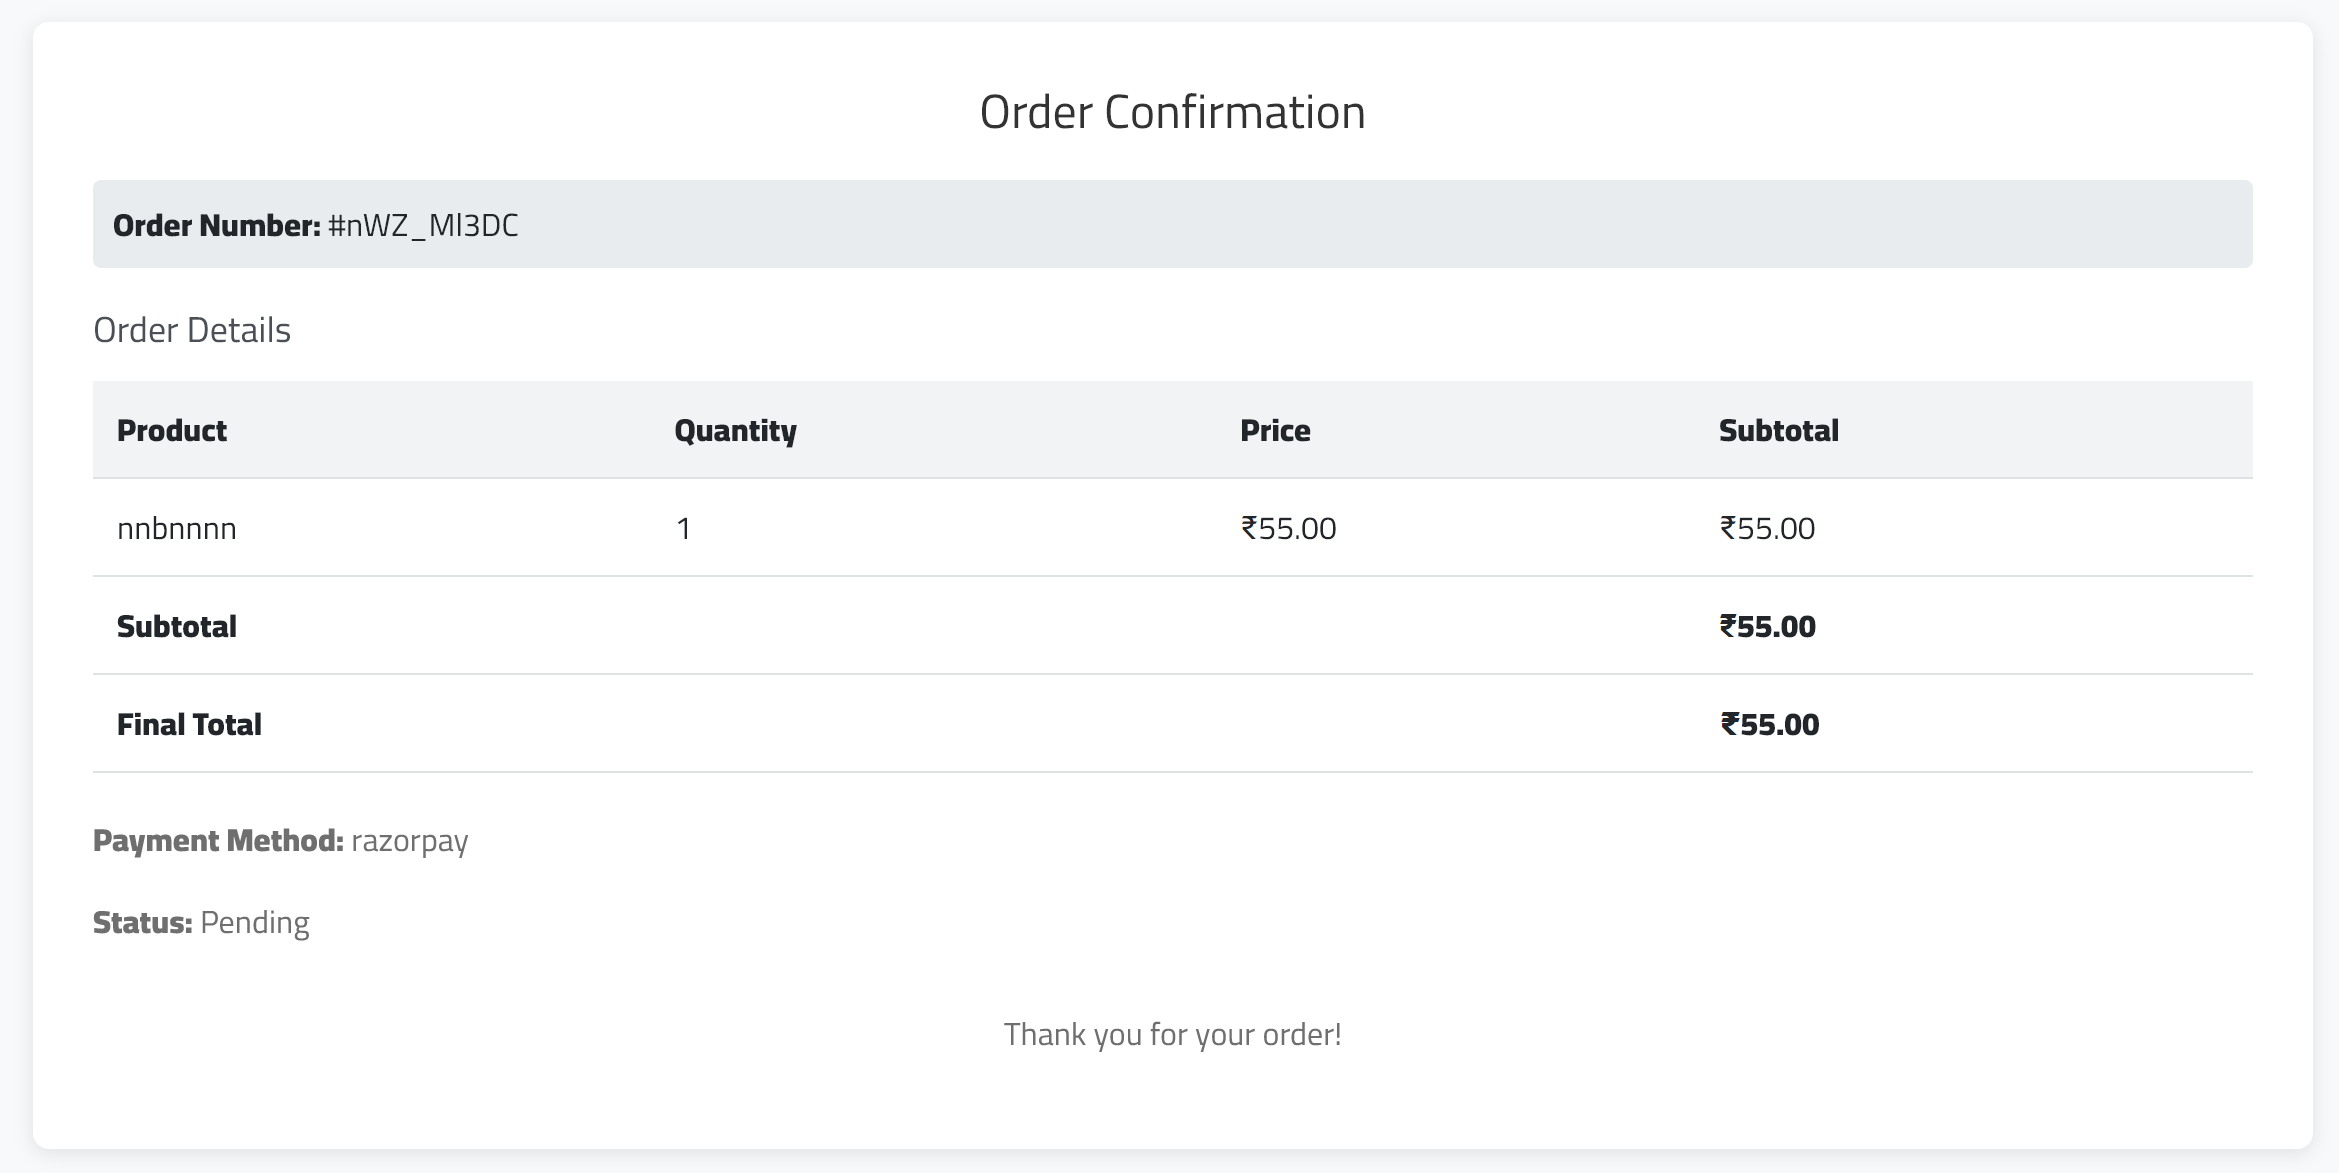 Order Confirmation
Order Number: #nWZ_Ml3DC
Order Details
Product Quantity Price Subtotal
nnbnnnn 1 ₹55.00 ₹55.00
Subtotal ₹55.00
Final Total ₹55.00
Payment Method: razorpay
Status: Pending
Thank you for your order!